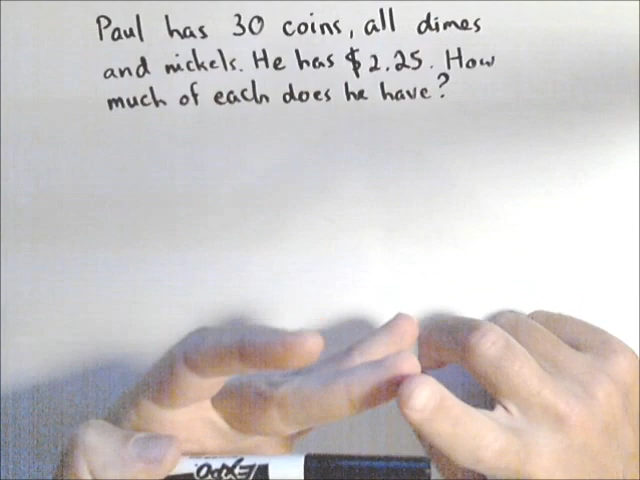 Paul has 30 coins, all dimes
and nickels. He has $2.25. How
much of each does he have?
EXPO